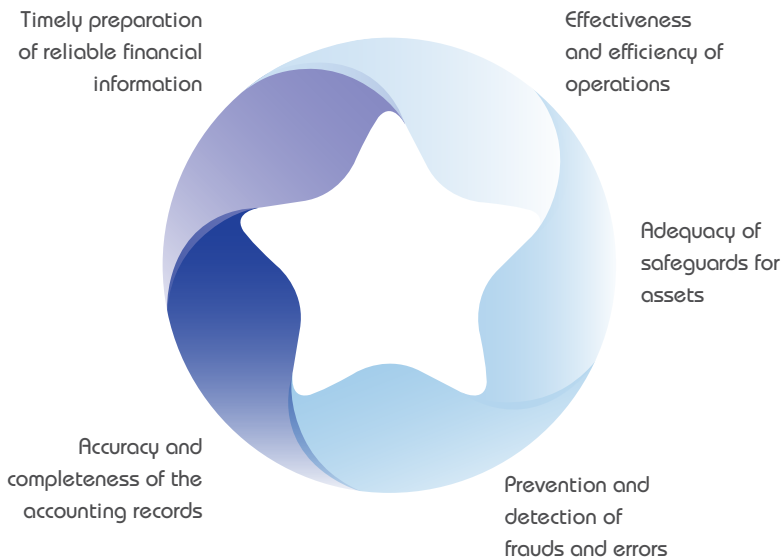 Timely preparation
of reliable financial
information
Effectiveness
and efficiency of
operations
Adequacy of
safeguards for
assets
Prevention and
detection of
frauds and errors
Accuracy and
completeness of the
accounting records